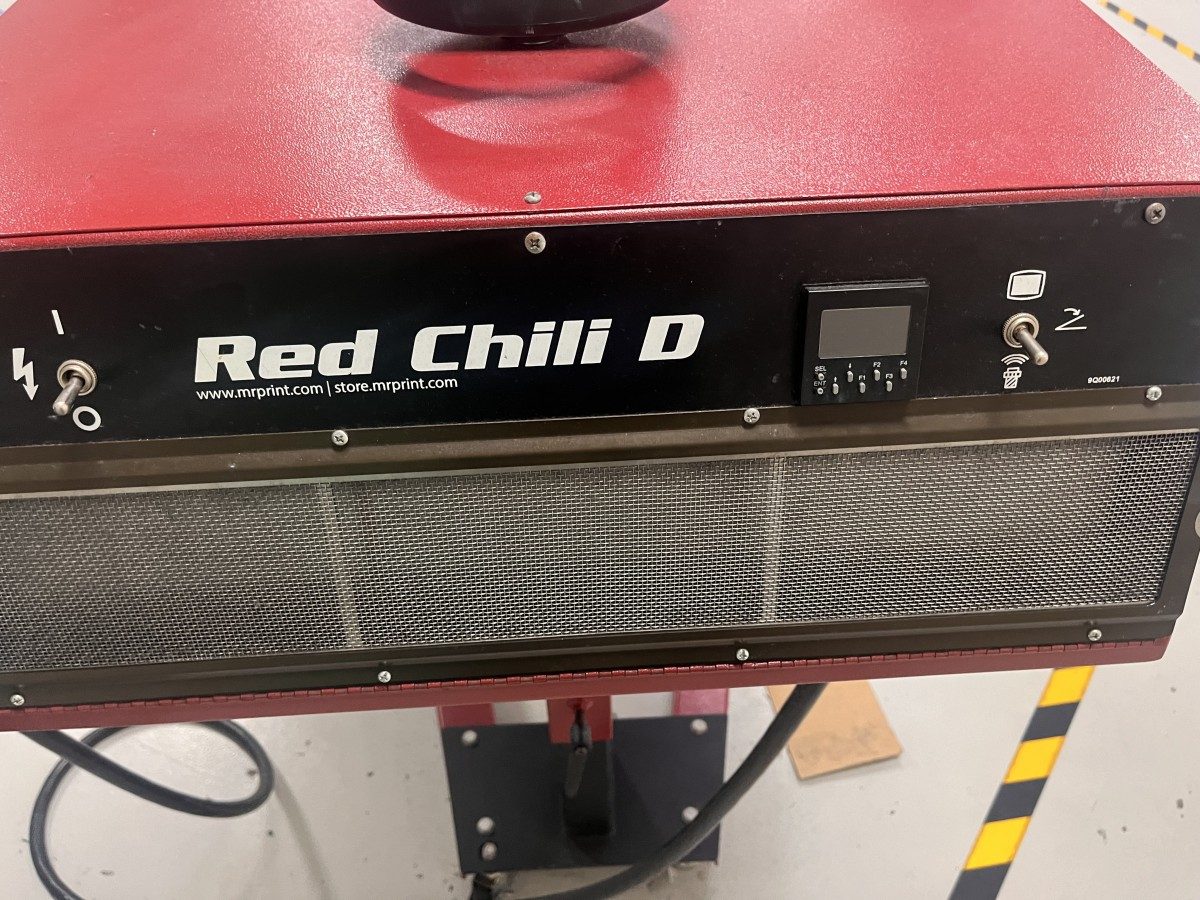 Red Chili D
www.mrprint.com | store.mrprint.com
SEL
ENT
F1
F2
F3
F4
9Q00621